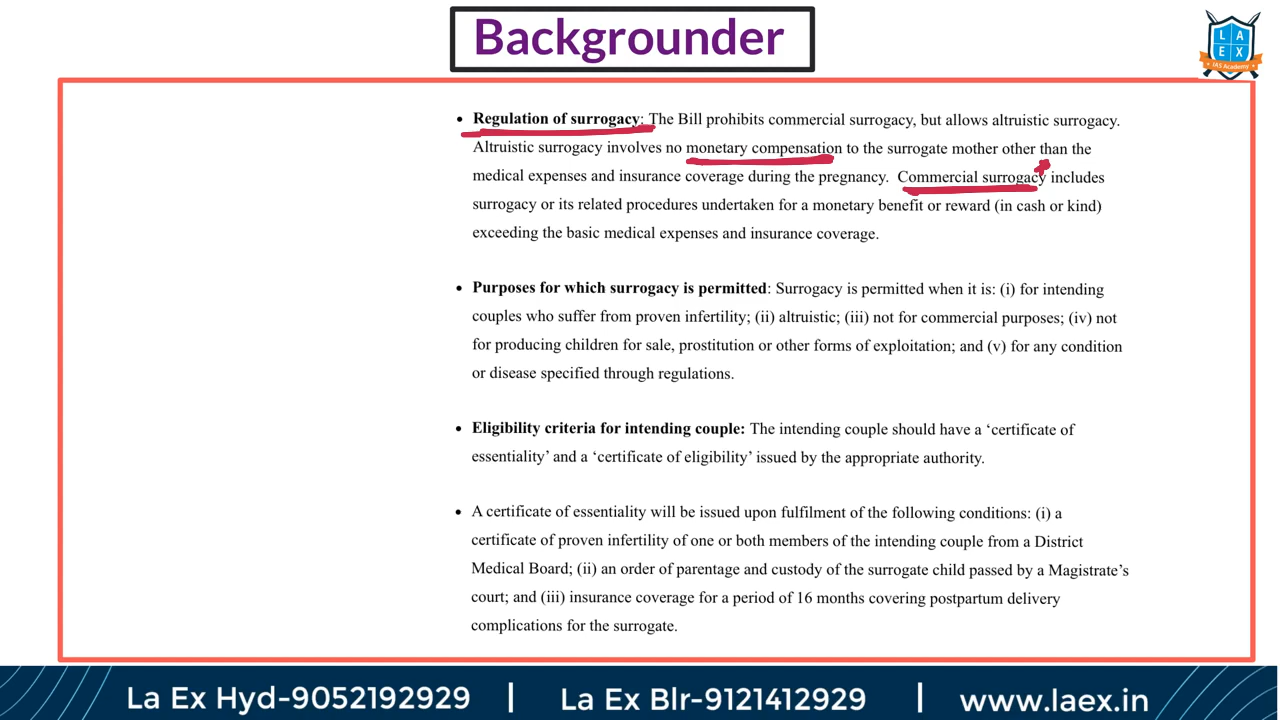 Backgrounder
L A
E X
IAS Academy
• Regulation of surrogacy: The Bill prohibits commercial surrogacy, but allows altruistic surrogacy.
Altruistic surrogacy involves no monetary compensation to the surrogate mother other than the
medical expenses and insurance coverage during the pregnancy. Commercial surrogacy includes
surrogacy or its related procedures undertaken for a monetary benefit or reward (in cash or kind)
exceeding the basic medical expenses and insurance coverage.
• Purposes for which surrogacy is permitted: Surrogacy is permitted when it is: (i) for intending
couples who suffer from proven infertility; (ii) altruistic; (iii) not for commercial purposes; (iv) not
for producing children for sale, prostitution or other forms of exploitation; and (v) for any condition
or disease specified through regulations.
• Eligibility criteria for intending couple: The intending couple should have a ‘certificate of
essentiality’ and a ‘certificate of eligibility’ issued by the appropriate authority.
• A certificate of essentiality will be issued upon fulfilment of the following conditions: (i) a
certificate of proven infertility of one or both members of the intending couple from a District
Medical Board; (ii) an order of parentage and custody of the surrogate child passed by a Magistrate’s
court; and (iii) insurance coverage for a period of 16 months covering postpartum delivery
complications for the surrogate.
La Ex Hyd-9052192929 | La Ex Blr-9121412929 | www.laex.in